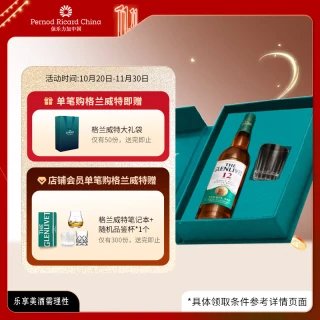 Pernod Ricard China
保乐力加中国
活动时间:10月20日-11月30日
单笔购格兰威特即赠
格兰威特大礼袋
仅有50份，送完即止
店铺会员单笔购格兰威特赠
THE
GLENLIVET
格兰威特笔记本+
随机品鉴杯*1个
仅有300份，送完即止
THE
GLENLIVET
12
乐享美酒需理性
*具体领取条件参考详情页面